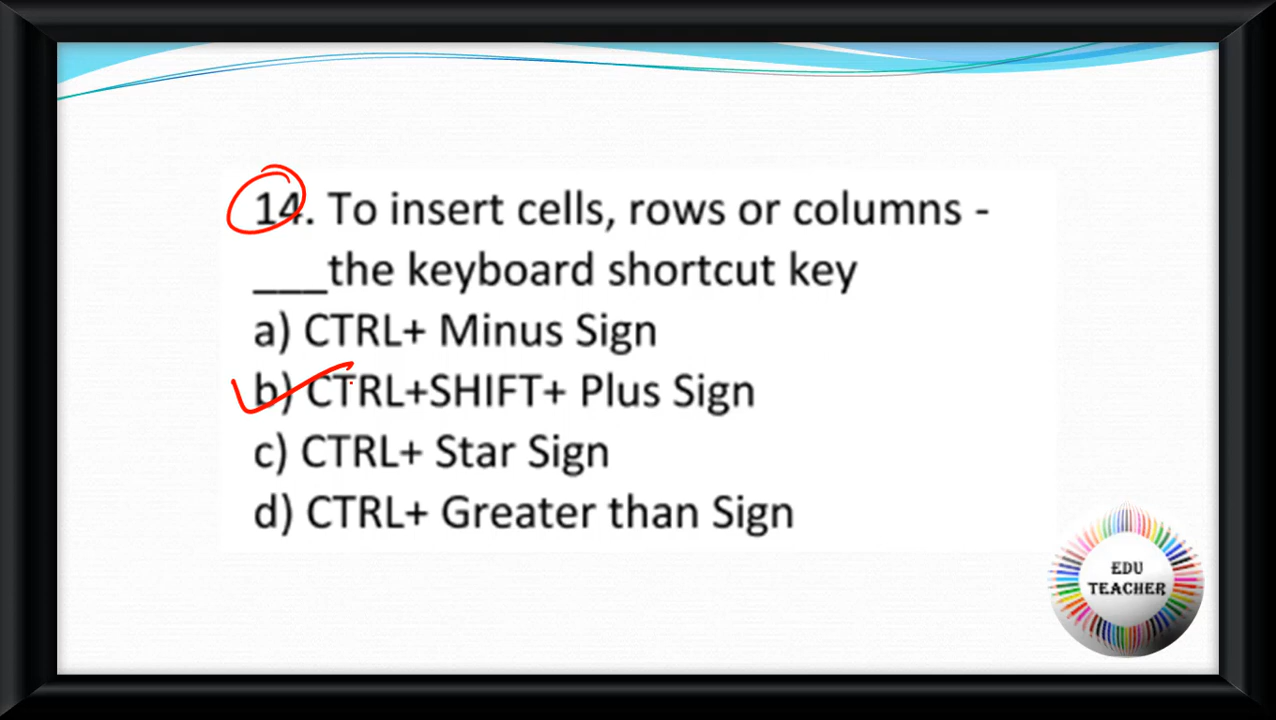 14. To insert cells, rows or columns -
___the keyboard shortcut key
a) CTRL+ Minus Sign
b) CTRL+SHIFT+ Plus Sign
c) CTRL+ Star Sign
d) CTRL+ Greater than Sign
EDU
TEACHER